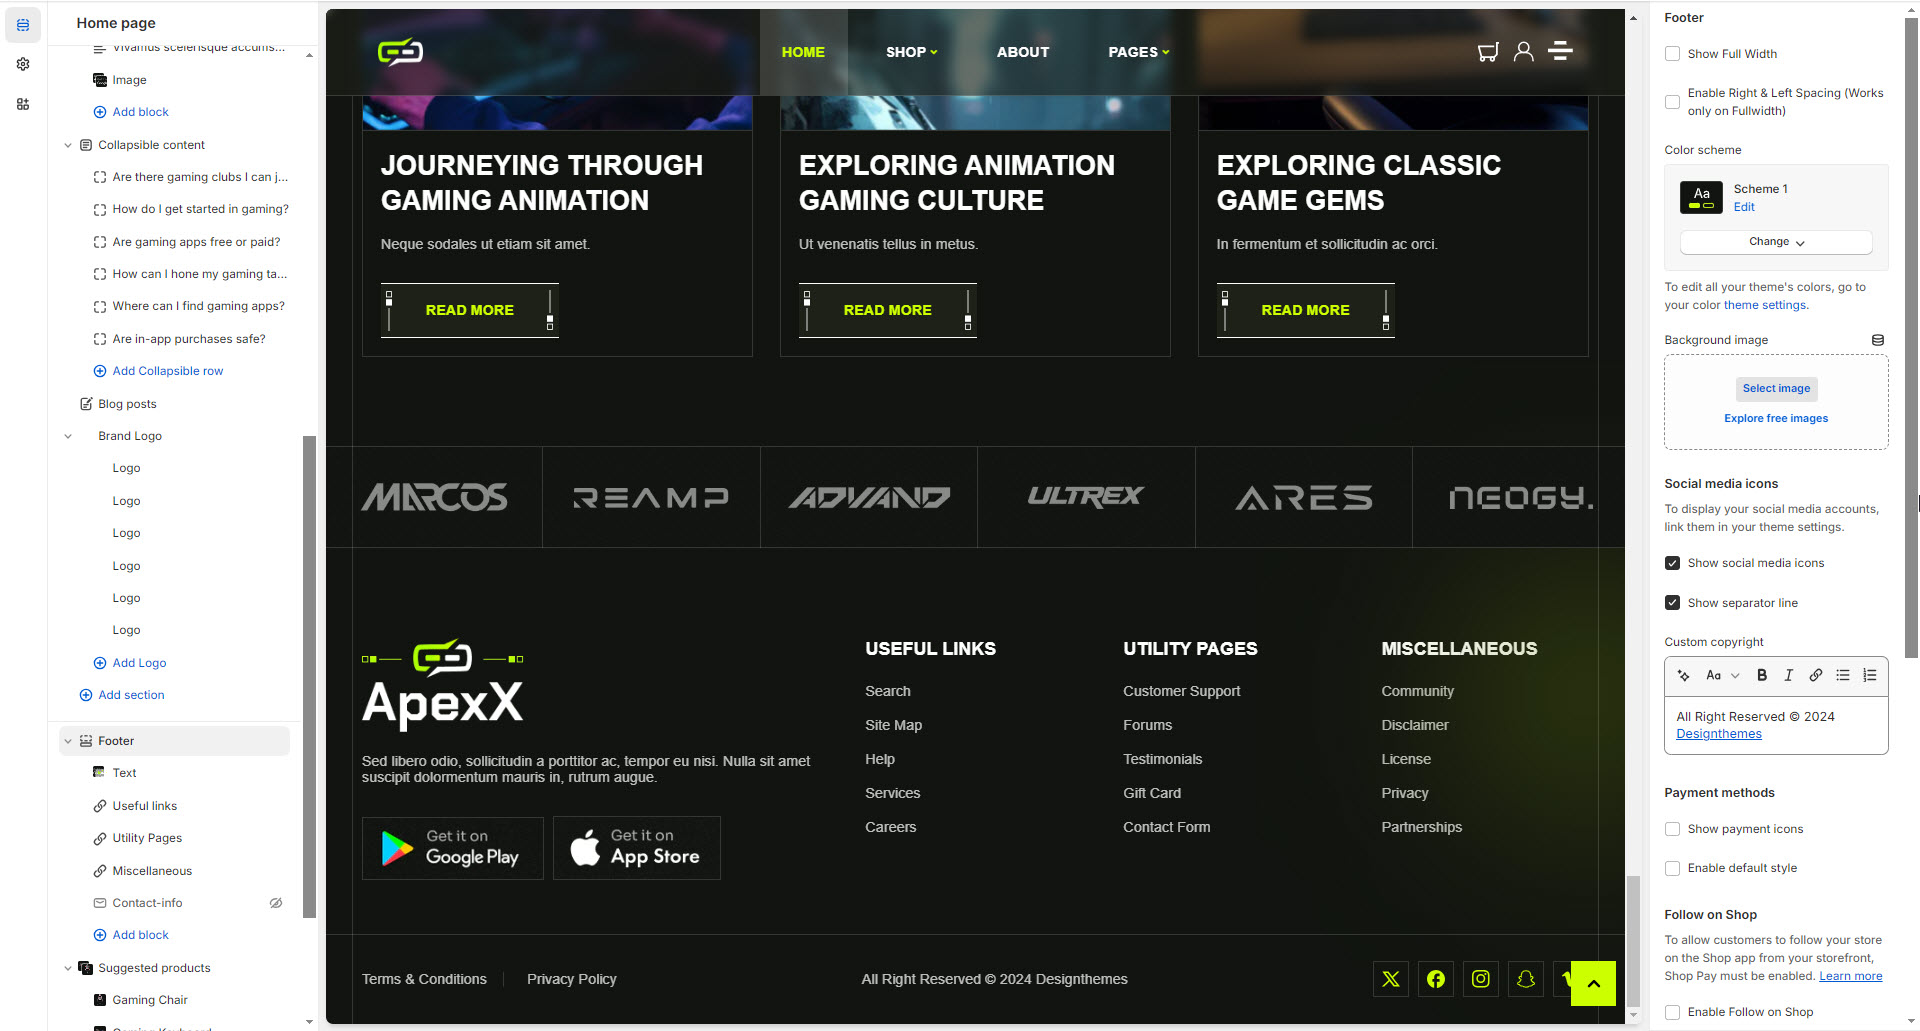 Home page
Vivamus scelerisque accums...
Image
Add block
Collapsible content
Are there gaming clubs I can j...
How do I get started in gaming?
Are gaming apps free or paid?
How can I hone my gaming ta...
Where can I find gaming apps?
Are in-app purchases safe?
Add Collapsible row
Blog posts
Brand Logo
Logo
Logo
Logo
Logo
Logo
Logo
Add Logo
Add section
Footer
Text
Useful links
Utility Pages
Miscellaneous
Contact-info
Add block
Suggested products
Gaming Chair
Gaming Keyboard
HOME
SHOP
ABOUT
PAGES
JOURNEYING THROUGH
GAMING ANIMATION
Neque sodales ut etiam sit amet.
READ MORE
EXPLORING ANIMATION
GAMING CULTURE
Ut venenatis tellus in metus.
READ MORE
EXPLORING CLASSIC
GAME GEMS
In fermentum et sollicitudin ac orci.
READ MORE
MARCOS
REAMP
ADVAND
ULTREX
ARES
NEOGY.
ApexX
Sed libero odio, sollicitudin a porttitor ac, tempor eu nisi. Nulla sit amet
suscipit dolormentum mauris in, rutrum augue.
Get it on
Google Play
Get it on
App Store
USEFUL LINKS
Search
Site Map
Help
Services
Careers
UTILITY PAGES
Customer Support
Forums
Testimonials
Gift Card
Contact Form
MISCELLANEOUS
Community
Disclaimer
License
Privacy
Partnerships
Terms & Conditions
Privacy Policy
All Right Reserved © 2024 Designthemes
Footer
Show Full Width
Enable Right & Left Spacing (Works
only on Fullwidth)
Color scheme
Aa
Scheme 1
Edit
Change
To edit all your theme's colors, go to
your color theme settings.
Background image
Select image
Explore free images
Social media icons
To display your social media accounts,
link them in your theme settings.
Show social media icons
Show separator line
Custom copyright
Aa
B
I
All Right Reserved © 2024
Designthemes
Payment methods
Show payment icons
Enable default style
Follow on Shop
To allow customers to follow your store
on the Shop app from your storefront,
Shop Pay must be enabled. Learn more
Enable Follow on Shop